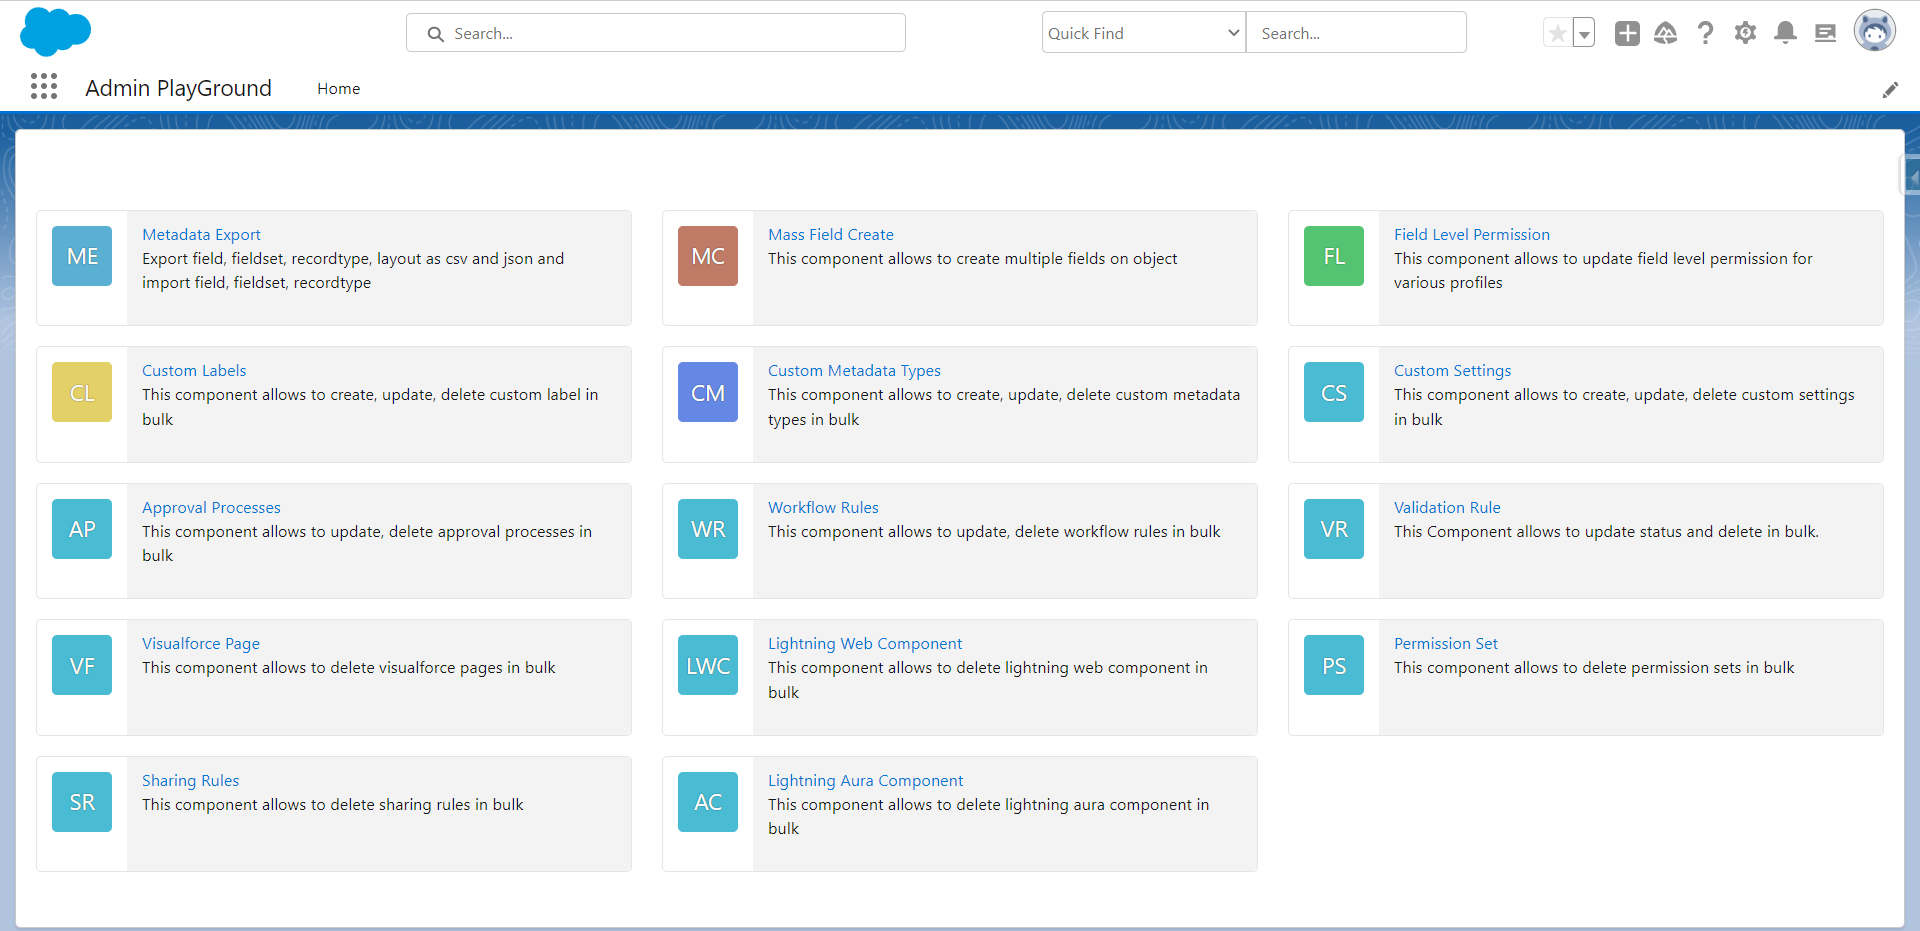 Search...
Quick Find
Search...
Admin PlayGround
Home
ME
Metadata Export
Export field, fieldset, recordtype, layout as csv and json and
import field, fieldset, recordtype
MC
Mass Field Create
This component allows to create multiple fields on object
FL
Field Level Permission
This component allows to update field level permission for
various profiles
CL
Custom Labels
This component allows to create, update, delete custom label in
bulk
CM
Custom Metadata Types
This component allows to create, update, delete custom metadata
types in bulk
CS
Custom Settings
This component allows to create, update, delete custom settings
in bulk
AP
Approval Processes
This component allows to update, delete approval processes in
bulk
WR
Workflow Rules
This component allows to update, delete workflow rules in bulk
VR
Validation Rule
This Component allows to update status and delete in bulk.
VF
Visualforce Page
This component allows to delete visualforce pages in bulk
LWC
Lightning Web Component
This component allows to delete lightning web component in
bulk
PS
Permission Set
This component allows to delete permission sets in bulk
SR
Sharing Rules
This component allows to delete sharing rules in bulk
AC
Lightning Aura Component
This component allows to delete lightning aura component in
bulk